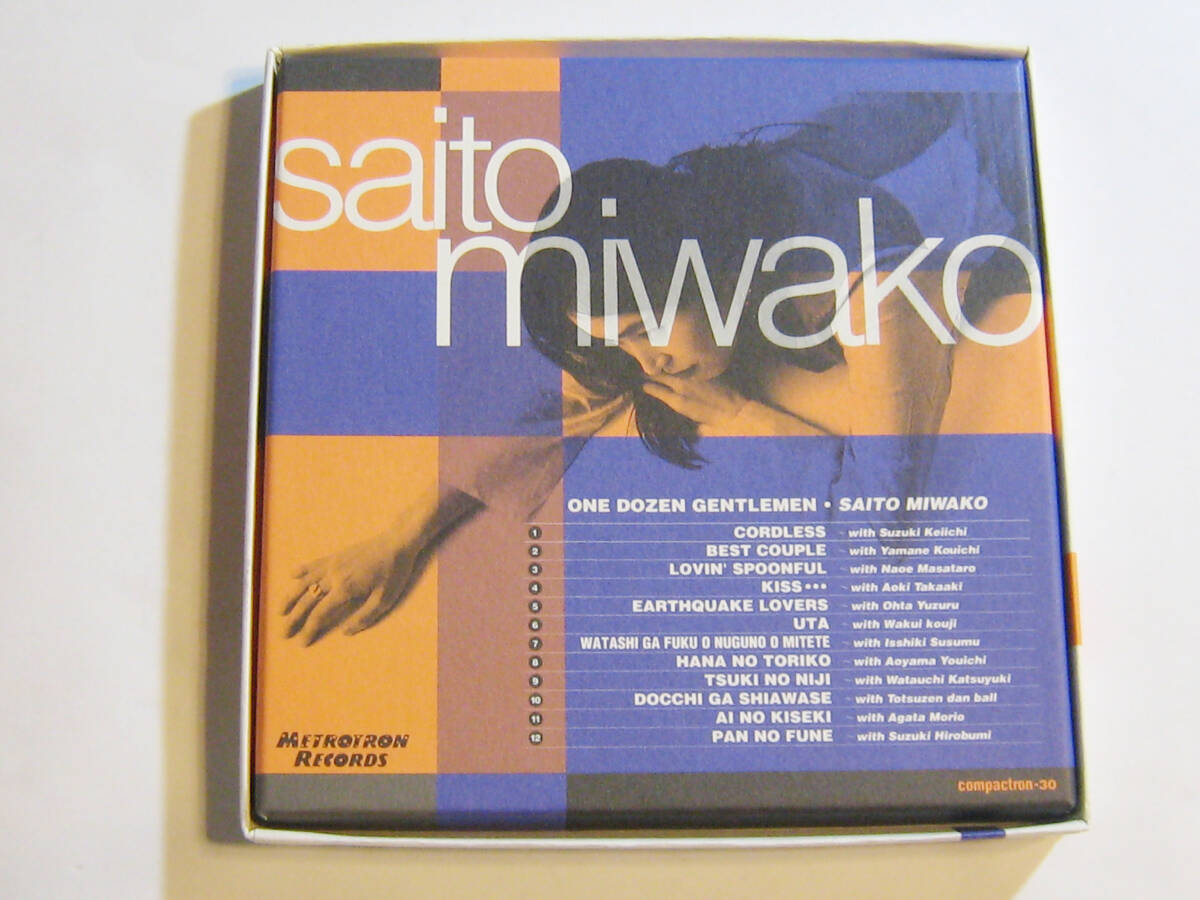 saito
miwako
ONE DOZEN GENTLEMEN • SAITO MIWAKO
1 CORDLESS ~with Suzuki Keiichi
2 BEST COUPLE ~with Yamane Kouichi
3 LOVIN' SPOONFUL ~with Naoe Masataro
4 KISS••• ~with Aoki Takaaki
5 EARTHQUAKE LOVERS ~with Ohta Yuzuru
6 UTA ~with Wakui kouji
7 WATASHI GA FUKU O NUGUNO O MITETE ~with Isshiki Susumu
8 HANA NO TORIKO ~with Aoyama Youichi
9 TSUKI NO NIJI ~with Watauchi Katsuyuki
10 DOCCHI GA SHIAWASE ~with Totsuzen dan ball
11 AI NO KISEKI ~with Agata Morio
12 PAN NO FUNE ~with Suzuki Hirobumi
METROTRON
RECORDS
compactron-30